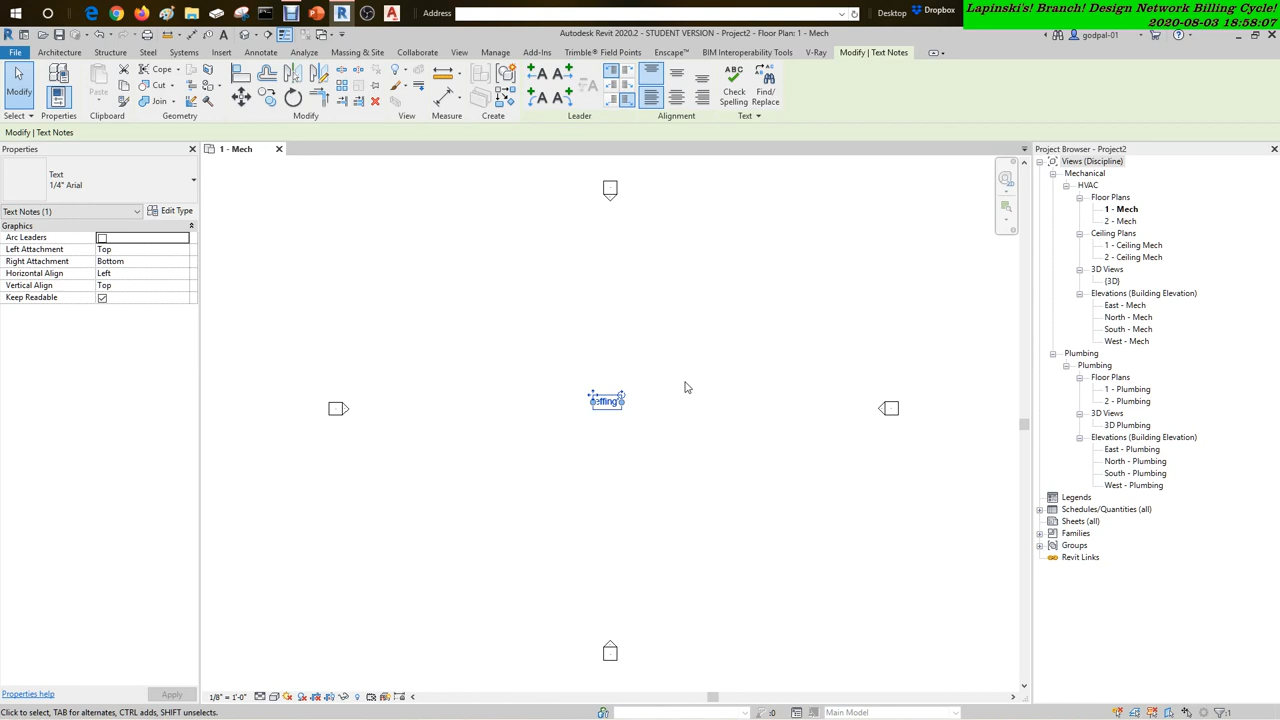 Address
Desktop
Dropbox
Lapinski's! Branch! Design Network Billing Cycle!
2020-08-03 18:58:07
Autodesk Revit 2020.2 - STUDENT VERSION - Project2 - Floor Plan: 1 - Mech
godpal-01
File Architecture Structure Steel Systems Insert Annotate Analyze Massing & Site Collaborate View Manage Add-Ins Trimble® Field Points Enscape™ BIM Interoperability Tools V-Ray Modify | Text Notes
Modify
Paste
Cope
Cut
Join
ABC
Check Spelling
Find/ Replace
Select Properties Clipboard Geometry Modify View Measure Create Leader Alignment Text
Modify | Text Notes
Properties
1 - Mech
Project Browser - Project2
Text
1/4" Arial
Text Notes (1)
Edit Type
Graphics
Arc Leaders
Left Attachment Top
Right Attachment Bottom
Horizontal Align Left
Vertical Align Top
Keep Readable
Views (Discipline)
Mechanical
HVAC
Floor Plans
1 - Mech
2 - Mech
Ceiling Plans
1 - Ceiling Mech
2 - Ceiling Mech
3D Views
{3D}
Elevations (Building Elevation)
East - Mech
North - Mech
South - Mech
West - Mech
Plumbing
Plumbing
Floor Plans
1 - Plumbing
2 - Plumbing
3D Views
3D Plumbing
Elevations (Building Elevation)
East - Plumbing
North - Plumbing
South - Plumbing
West - Plumbing
Legends
Schedules/Quantities (all)
Sheets (all)
Families
Groups
Revit Links
Properties help
Apply
1/8" = 1'-0"
Click to select, TAB for alternates, CTRL adds, SHIFT unselects.
:0
Main Model
:1